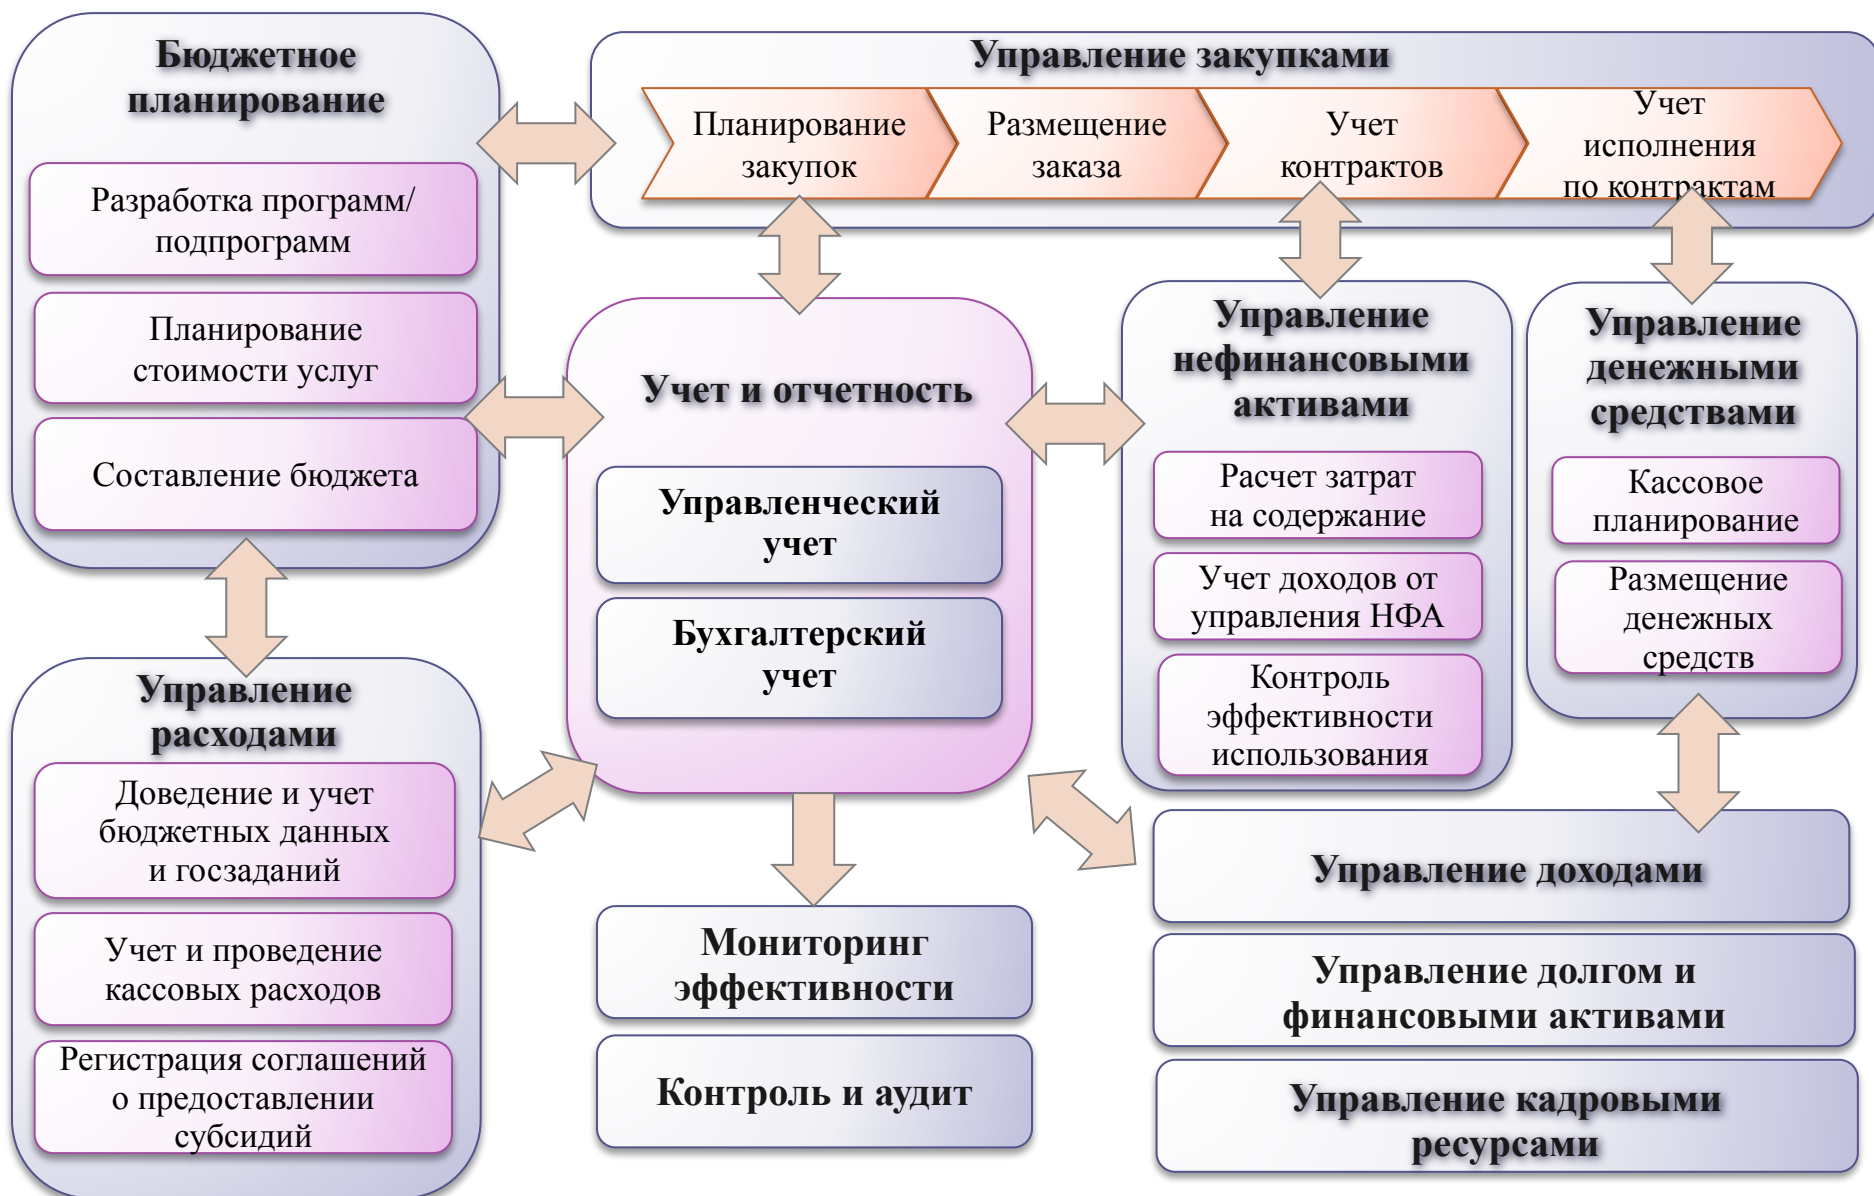 Бюджетное
планирование
Разработка программ/
подпрограмм
Планирование
стоимости услуг
Составление бюджета
Управление закупками
Планирование
закупок
Размещение
заказа
Учет
контрактов
Учет
исполнения
по контрактам
Учет и отчетность
Управленческий
учет
Бухгалтерский
учет
Управление
нефинансовыми
активами
Расчет затрат
на содержание
Учет доходов от
управления НФА
Контроль
эффективности
использования
Управление
денежными
средствами
Кассовое
планирование
Размещение
денежных
средств
Управление
расходами
Доведение и учет
бюджетных данных
и госзаданий
Учет и проведение
кассовых расходов
Регистрация соглашений
о предоставлении
субсидий
Мониторинг
эффективности
Контроль и аудит
Управление доходами
Управление долгом и
финансовыми активами
Управление кадровыми
ресурсами